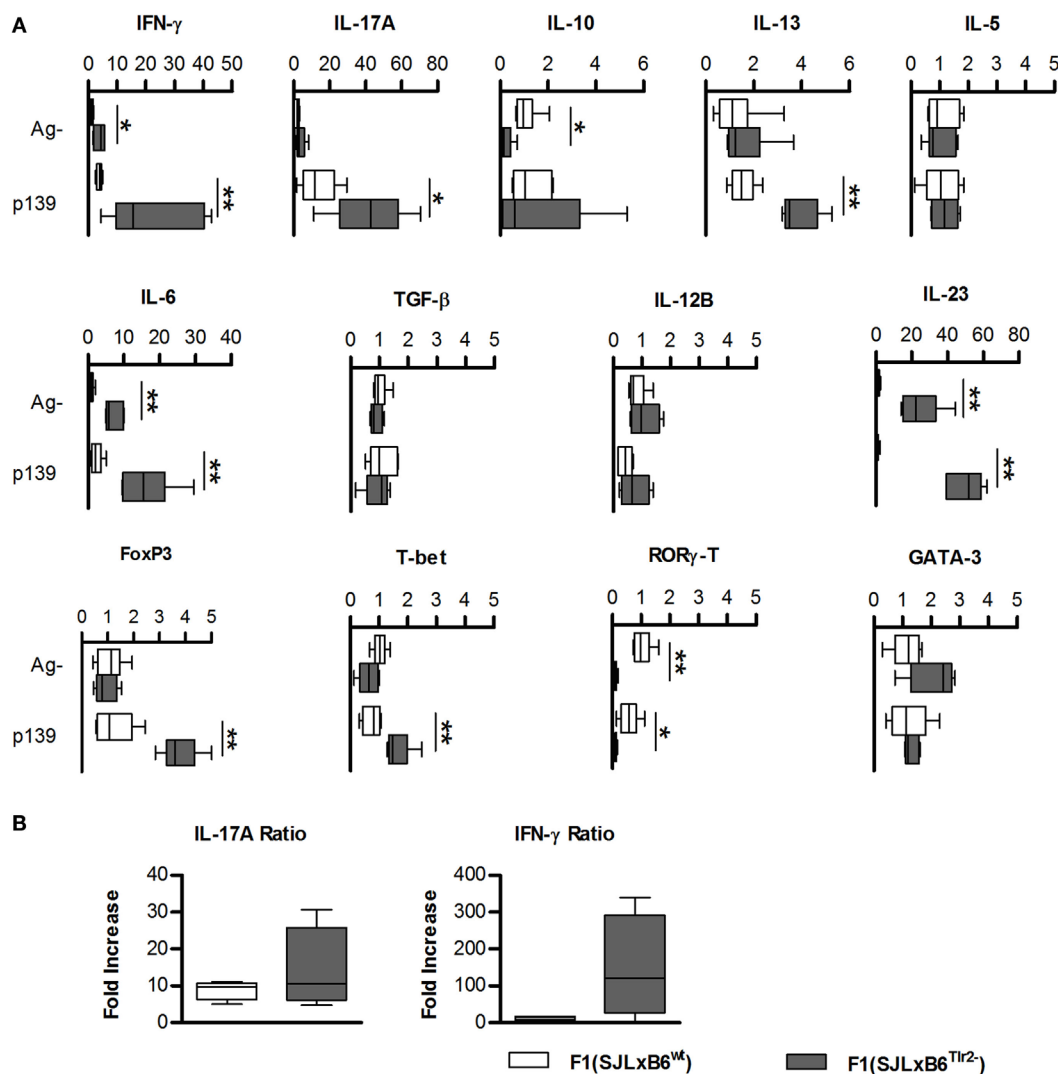 A
IFN-γ IL-17A IL-10 IL-13 IL-5
0 10 20 30 40 50 0 20 40 60 80 0 2 4 6 0 2 4 6 0 1 2 3 4 5
Ag- * *
p139 ** * **
IL-6 TGF-β IL-12B IL-23
0 10 20 30 40 0 1 2 3 4 5 0 1 2 3 4 5 0 20 40 60 80
Ag- ** **
p139 ** **
FoxP3 T-bet RORγ-T GATA-3
0 1 2 3 4 5 0 1 2 3 4 5 0 1 2 3 4 5 0 1 2 3 4 5
Ag- **
p139 ** ** *
B
IL-17A Ratio IFN-γ Ratio
Fold Increase Fold Increase
40 400
30 300
20 200
10 100
0 0
F1(SJLxB6wt) F1(SJLxB6Tlr2-)